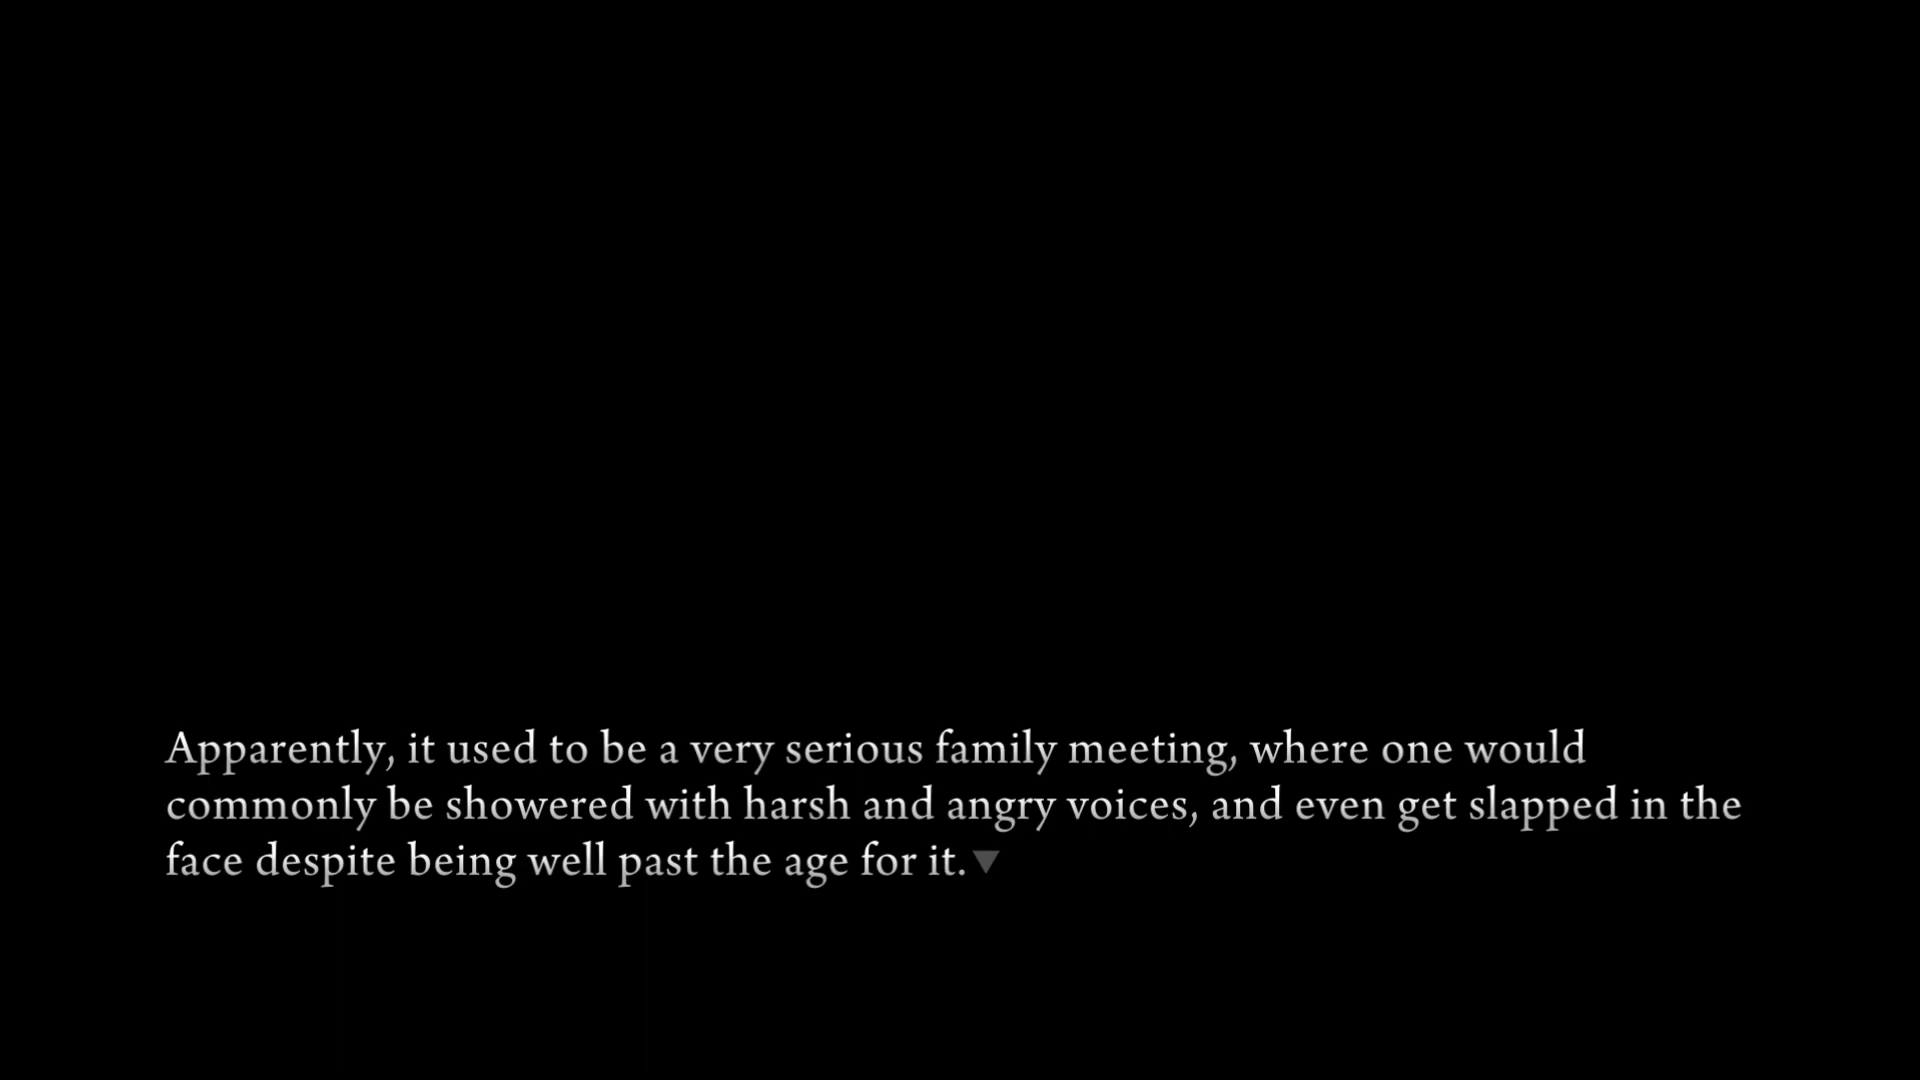 Apparently, it used to be a very serious family meeting, where one would
commonly be showered with harsh and angry voices, and even get slapped in the
face despite being well past the age for it.